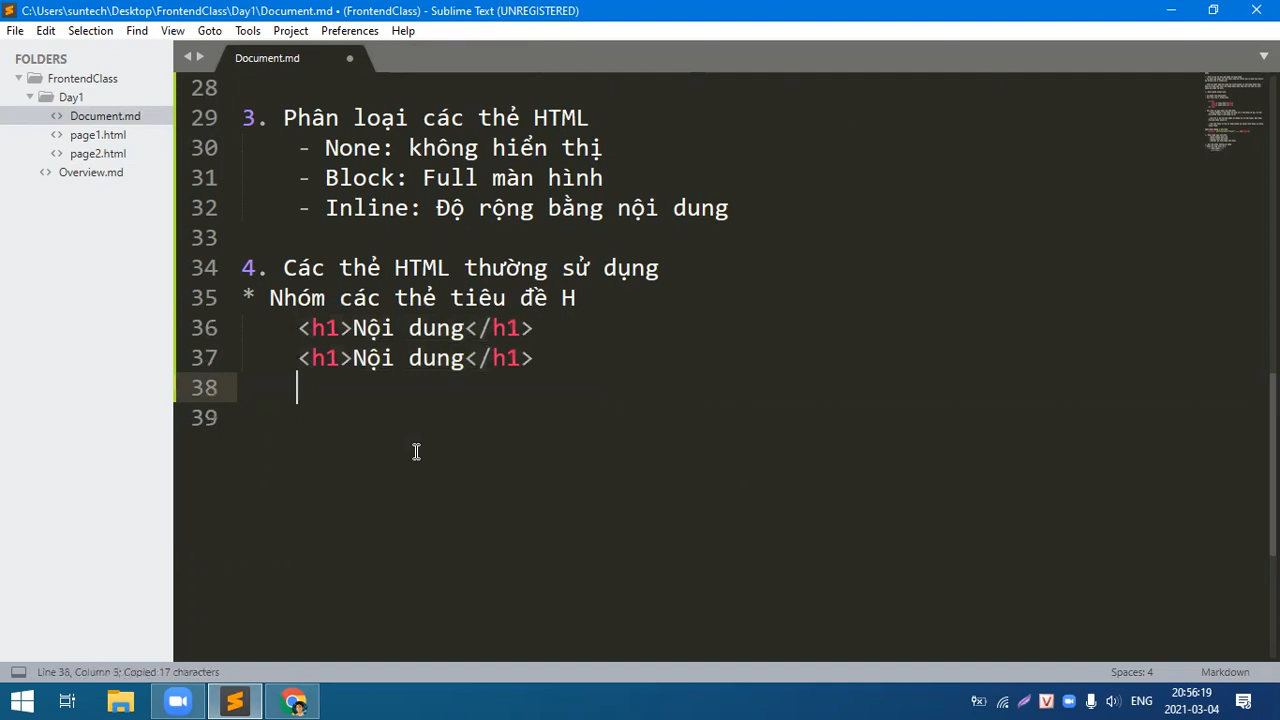 C:\Users\suntech\Desktop\FrontendClass\Day1\Document.md • (FrontendClass) - Sublime Text (UNREGISTERED)
File Edit Selection Find View Goto Tools Project Preferences Help
FOLDERS
FrontendClass
Day1
Document.md
page1.html
page2.html
Overview.md
Document.md
28
29 3. Phân loại các thẻ HTML
30 - None: không hiển thị
31 - Block: Full màn hình
32 - Inline: Độ rộng bằng nội dung
33
34 4. Các thẻ HTML thường sử dụng
35 * Nhóm các thẻ tiêu đề H
36 <h1>Nội dung</h1>
37 <h1>Nội dung</h1>
38
39
Line 38, Column 5; Copied 17 characters
Spaces: 4 Markdown
ENG
20:56:19
2021-03-04